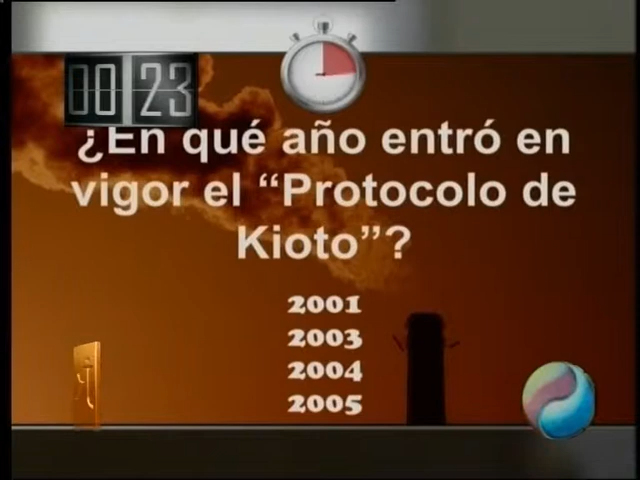 00 23
¿En qué año entró en
vigor el “Protocolo de
Kioto”?
2001
2003
2004
2005